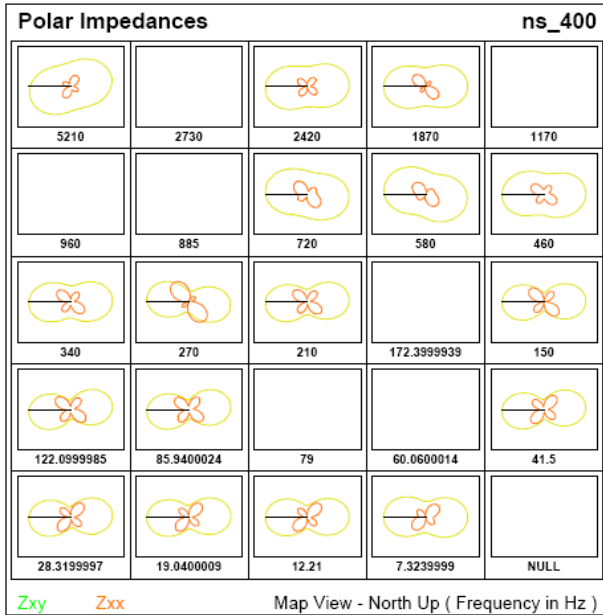 Polar Impedances ns_400
5210 2730 2420 1870 1170
960 885 720 580 460
340 270 210 172.3999939 150
122.0999985 85.9400024 79 60.0600014 41.5
28.3199997 19.0400009 12.21 7.3239999 NULL
Zxy Zxx Map View - North Up ( Frequency in Hz )